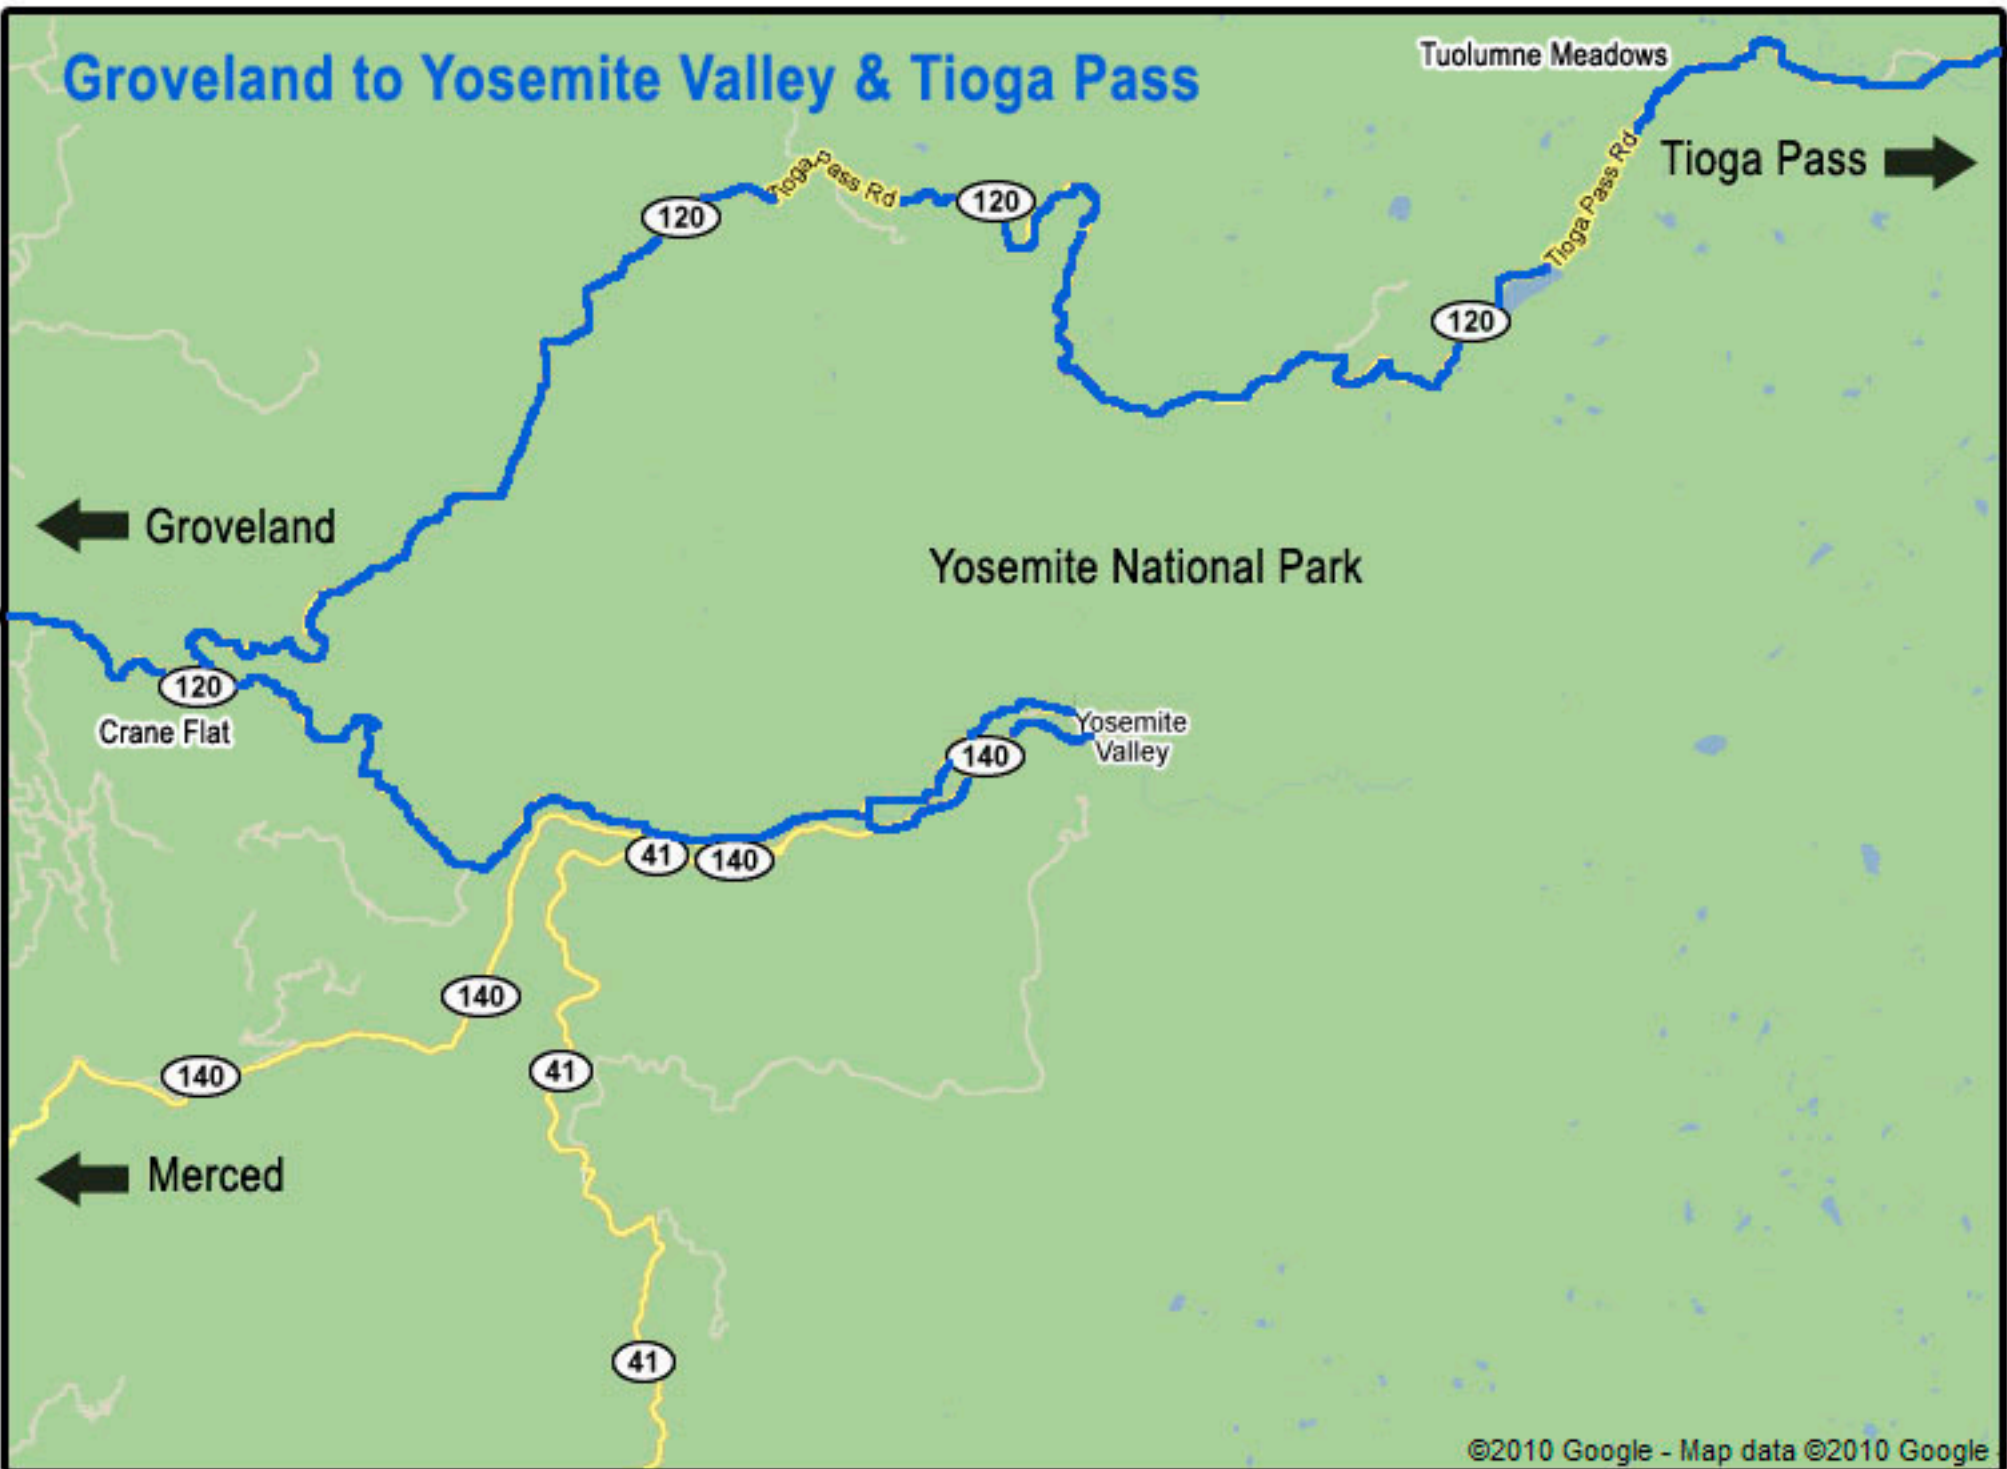 Groveland to Yosemite Valley & Tioga Pass
Tuolumne Meadows
Tioga Pass
Tioga Pass Rd
Tioga Pass Rd
120
120
120
Groveland
Yosemite National Park
120
Crane Flat
Yosemite
Valley
140
41
140
140
140
41
Merced
41
©2010 Google - Map data ©2010 Google